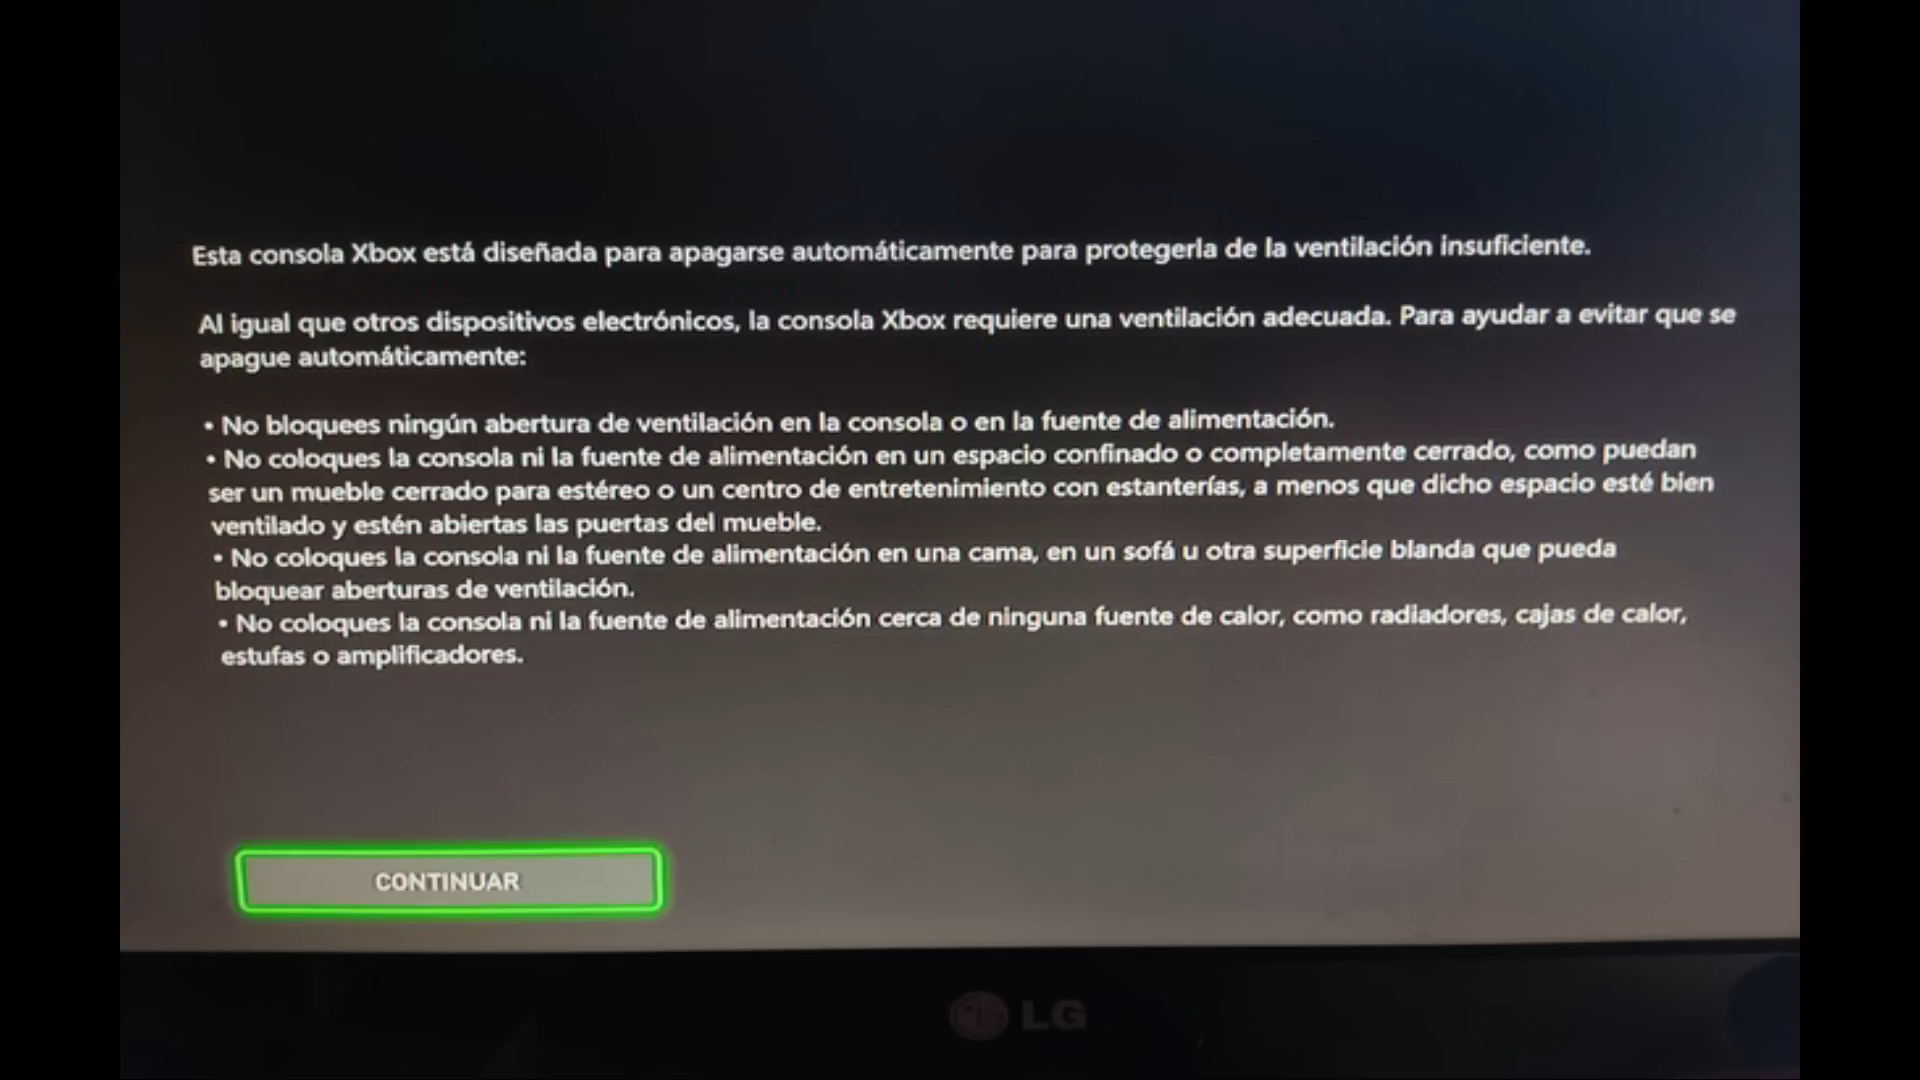 Esta consola Xbox está diseñada para apagarse automáticamente para protegerla de la ventilación insuficiente.
Al igual que otros dispositivos electrónicos, la consola Xbox requiere una ventilación adecuada. Para ayudar a evitar que se
apague automáticamente:
• No bloquees ningún abertura de ventilación en la consola o en la fuente de alimentación.
• No coloques la consola ni la fuente de alimentación en un espacio confinado o completamente cerrado, como puedan
ser un mueble cerrado para estéreo o un centro de entretenimiento con estanterías, a menos que dicho espacio esté bien
ventilado y estén abiertas las puertas del mueble.
• No coloques la consola ni la fuente de alimentación en una cama, en un sofá u otra superficie blanda que pueda
bloquear aberturas de ventilación.
• No coloques la consola ni la fuente de alimentación cerca de ninguna fuente de calor, como radiadores, cajas de calor,
estufas o amplificadores.
CONTINUAR
LG